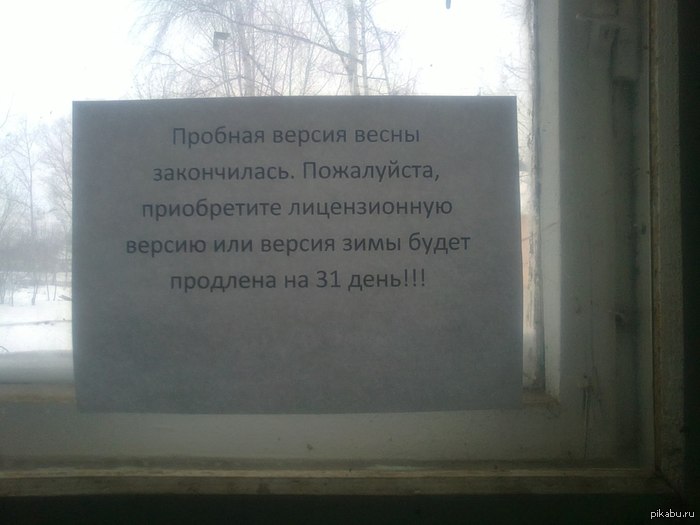 Пробная версия весны
закончилась. Пожалуйста,
приобретите лицензионную
версию или версия зимы будет
продлена на 31 день!!!
pikabu.ru